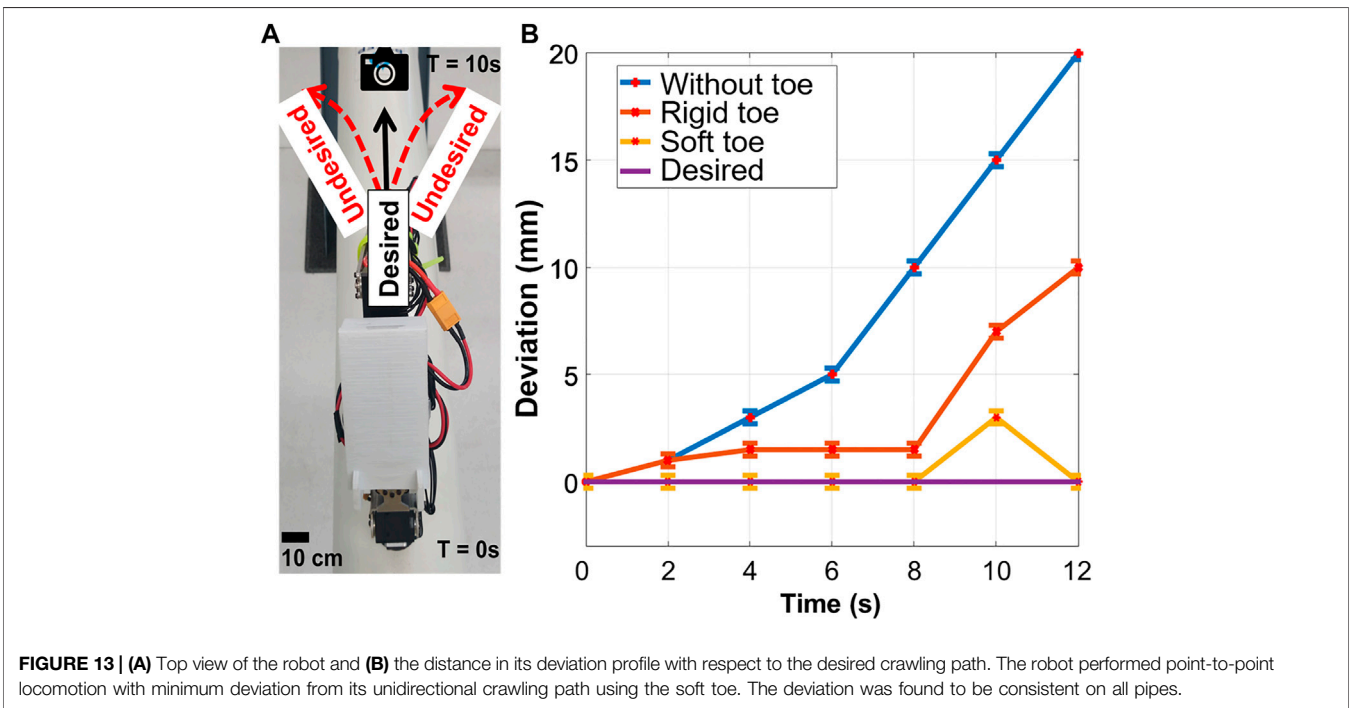 A
T = 10s
Undesired
Undesired
Desired
10 cm
T = 0s
B
Without toe
Rigid toe
Soft toe
Desired
20
15
10
5
0
Deviation (mm)
0 2 4 6 8 10 12
Time (s)
FIGURE 13 | (A) Top view of the robot and (B) the distance in its deviation profile with respect to the desired crawling path. The robot performed point-to-point
locomotion with minimum deviation from its unidirectional crawling path using the soft toe. The deviation was found to be consistent on all pipes.